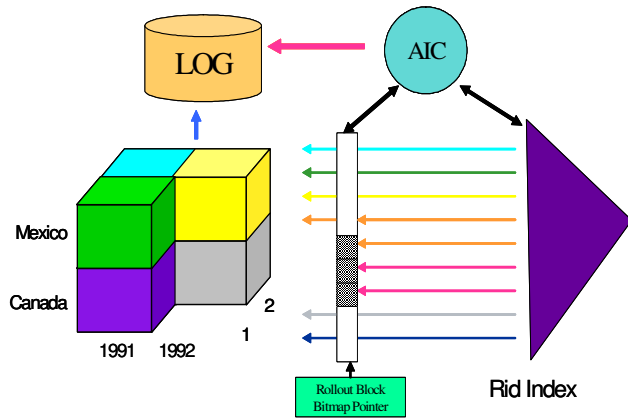 LOG
AIC
Mexico
Canada
1991
1992
1
2
Rollout Block
Bitmap Pointer
Rid Index